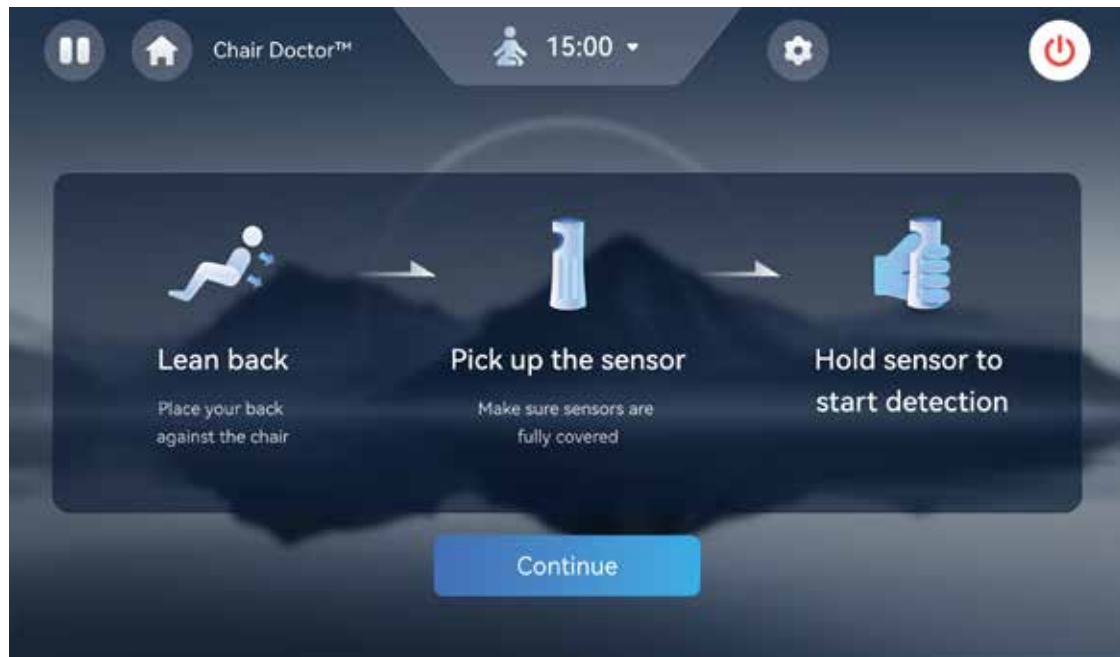 Chair Doctor™
15:00
Lean back
Place your back
against the chair
Pick up the sensor
Make sure sensors are
fully covered
Hold sensor to
start detection
Continue